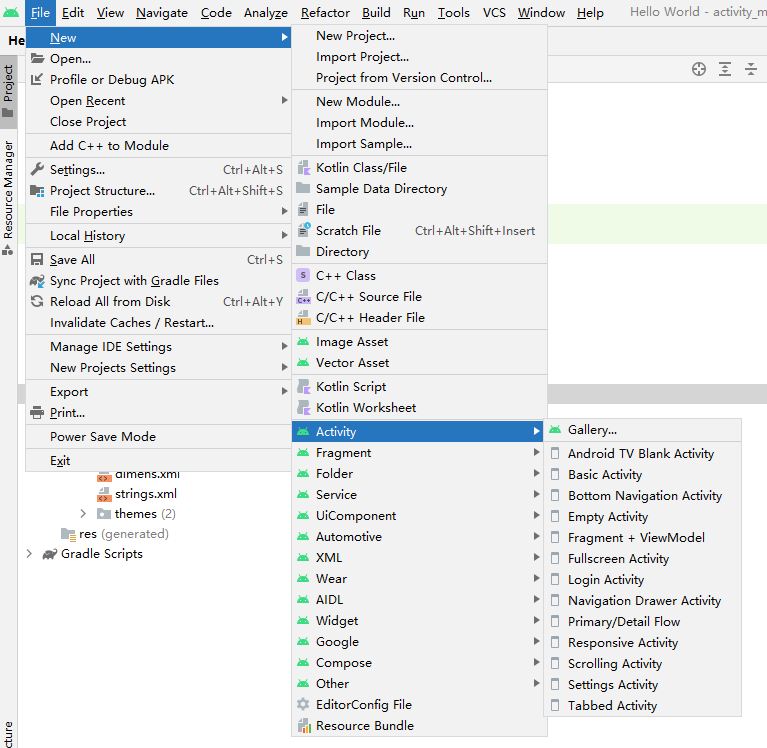 File Edit View Navigate Code Analyze Refactor Build Run Tools VCS Window Help Hello World - activity_m
He
Project
Resource Manager
New
Open...
Profile or Debug APK
Open Recent
Close Project
Add C++ to Module
Settings... Ctrl+Alt+S
Project Structure... Ctrl+Alt+Shift+S
File Properties
Local History
Save All Ctrl+S
Sync Project with Gradle Files
Reload All from Disk Ctrl+Alt+Y
Invalidate Caches / Restart...
Manage IDE Settings
New Projects Settings
Export
Print...
Power Save Mode
Exit
dimens.xml
strings.xml
themes (2)
res (generated)
Gradle Scripts
cture
New Project...
Import Project...
Project from Version Control...
New Module...
Import Module...
Import Sample...
Kotlin Class/File
Sample Data Directory
File
Scratch File Ctrl+Alt+Shift+Insert
Directory
S C++ Class
C++ C/C++ Source File
H C/C++ Header File
Image Asset
Vector Asset
Kotlin Script
Kotlin Worksheet
Activity
Fragment
Folder
Service
UiComponent
Automotive
XML
Wear
AIDL
Widget
Google
Compose
Other
EditorConfig File
Resource Bundle
Gallery...
Android TV Blank Activity
Basic Activity
Bottom Navigation Activity
Empty Activity
Fragment + ViewModel
Fullscreen Activity
Login Activity
Navigation Drawer Activity
Primary/Detail Flow
Responsive Activity
Scrolling Activity
Settings Activity
Tabbed Activity